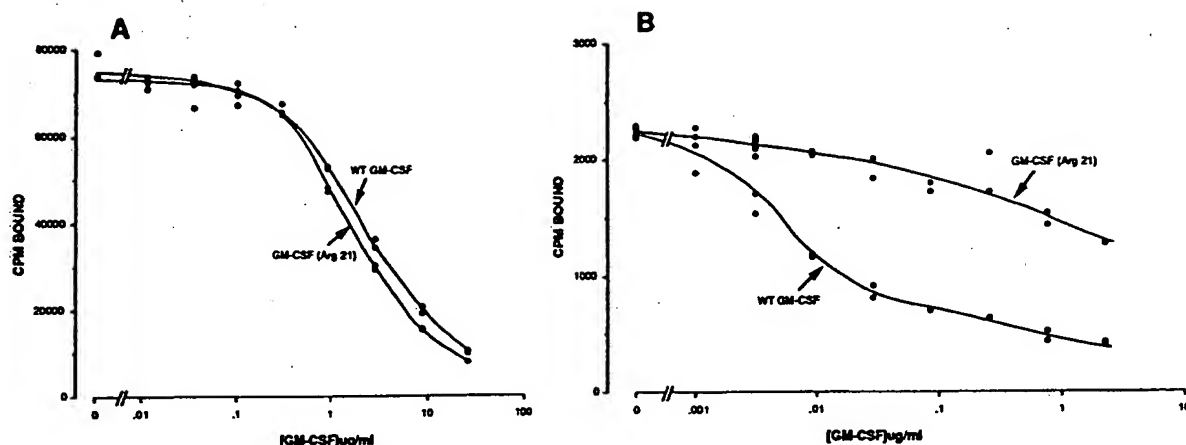 A
CPM BOUND
80000
60000
40000
20000
0
WT GM-CSF
GM-CSF (Arg 21)
0 .01 .1 1 10 100
[GM-CSF]ug/ml
B
CPM BOUND
3000
2000
1000
0
GM-CSF (Arg 21)
WT GM-CSF
0 .001 .01 .1 1 10
[GM-CSF]ug/ml